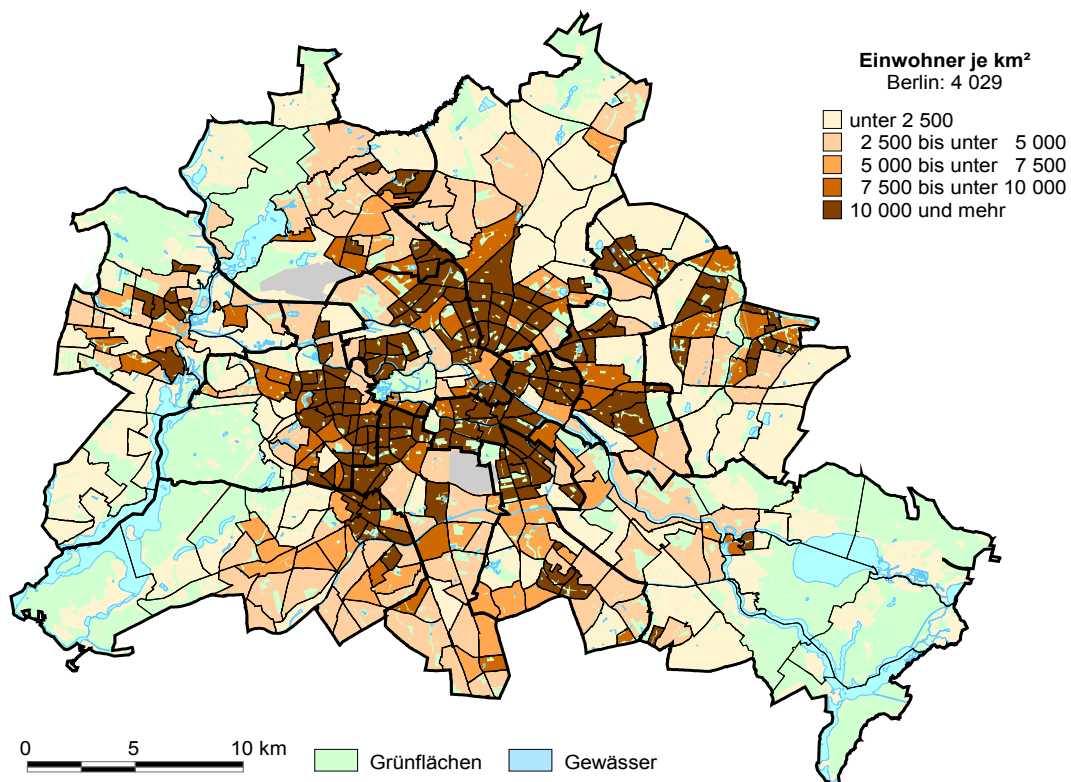 Einwohner je km²
Berlin: 4 029
unter 2 500
2 500 bis unter 5 000
5 000 bis unter 7 500
7 500 bis unter 10 000
10 000 und mehr
0 5 10 km
Grünflächen Gewässer